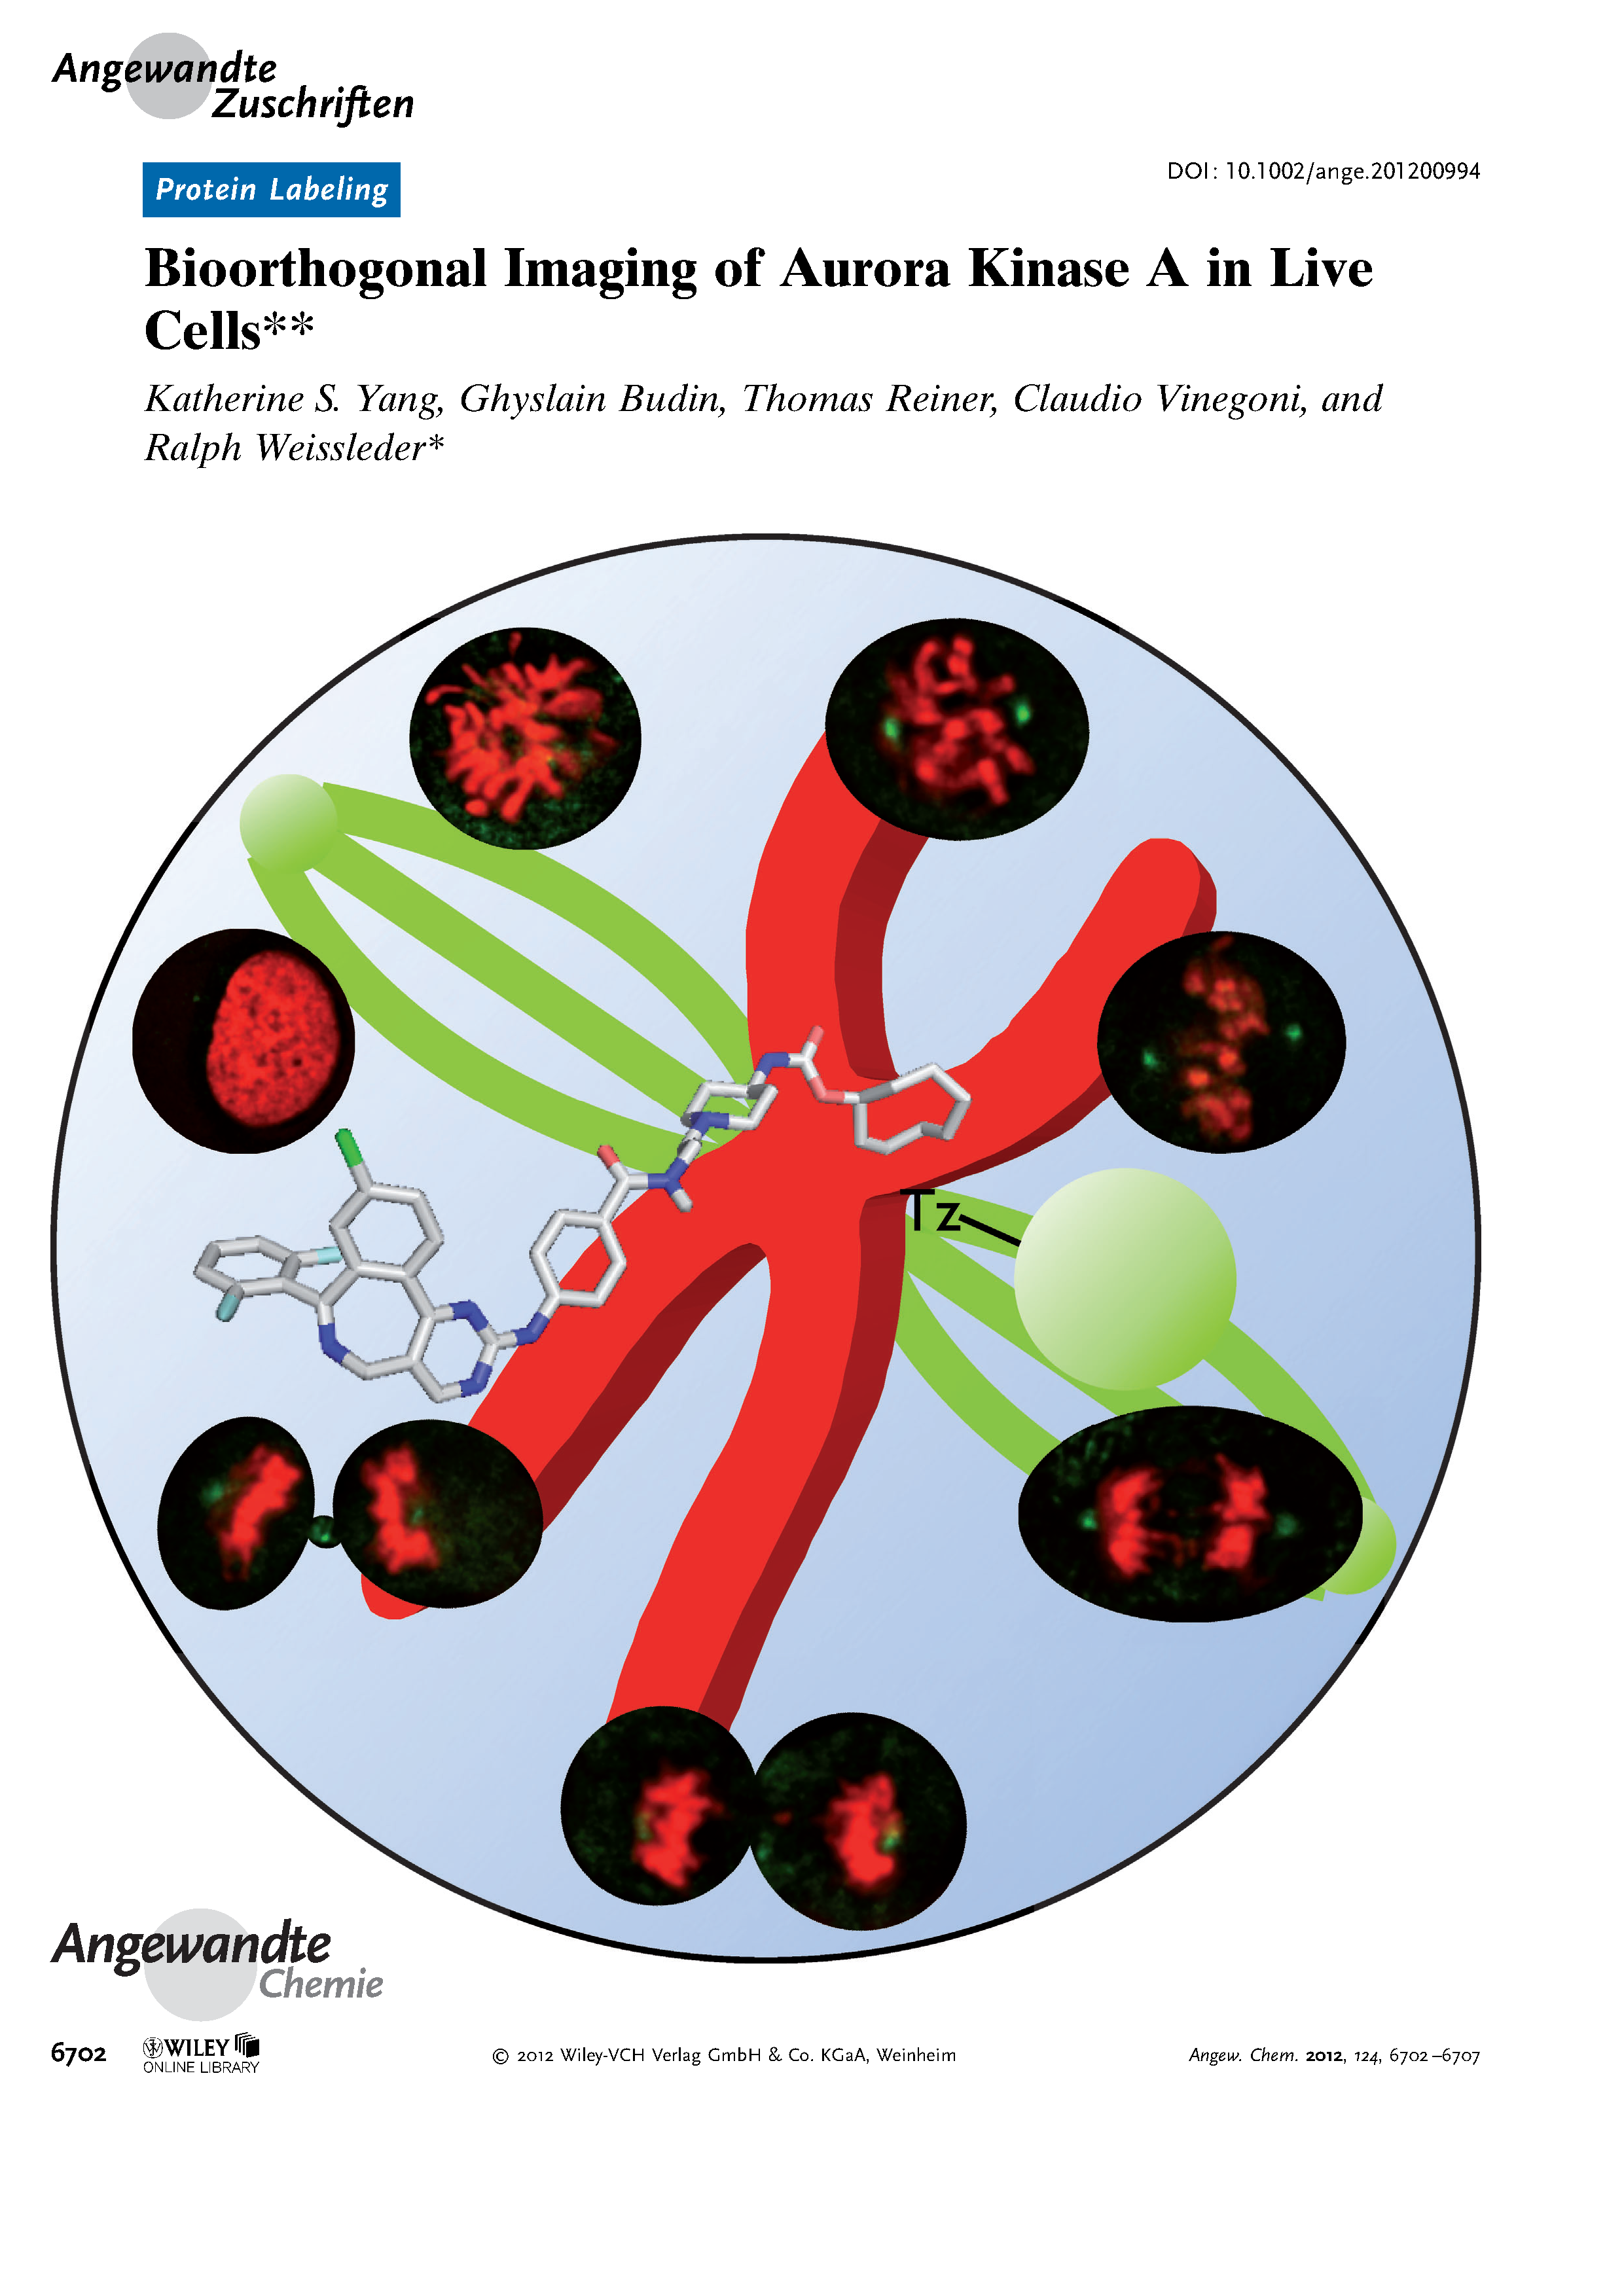 Angewandte
Zuschriften
Protein Labeling
DOI: 10.1002/ange.201200994
Bioorthogonal Imaging of Aurora Kinase A in Live
Cells**
Katherine S. Yang, Ghyslain Budin, Thomas Reiner, Claudio Vinegoni, and
Ralph Weissleder*
Tz
Angewandte
Chemie
6702
WILEY
ONLINE LIBRARY
© 2012 Wiley-VCH Verlag GmbH & Co. KGaA, Weinheim
Angew. Chem. 2012, 124, 6702–6707